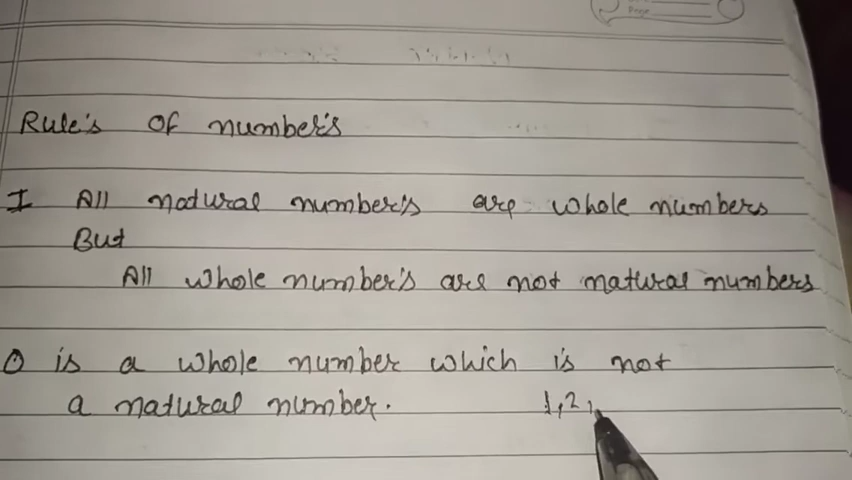 Page
Rule's of number's
I All natural number's are whole numbers
But
All whole number's are not natural numbers
0 is a whole number which is not
a natural number. 1,2,